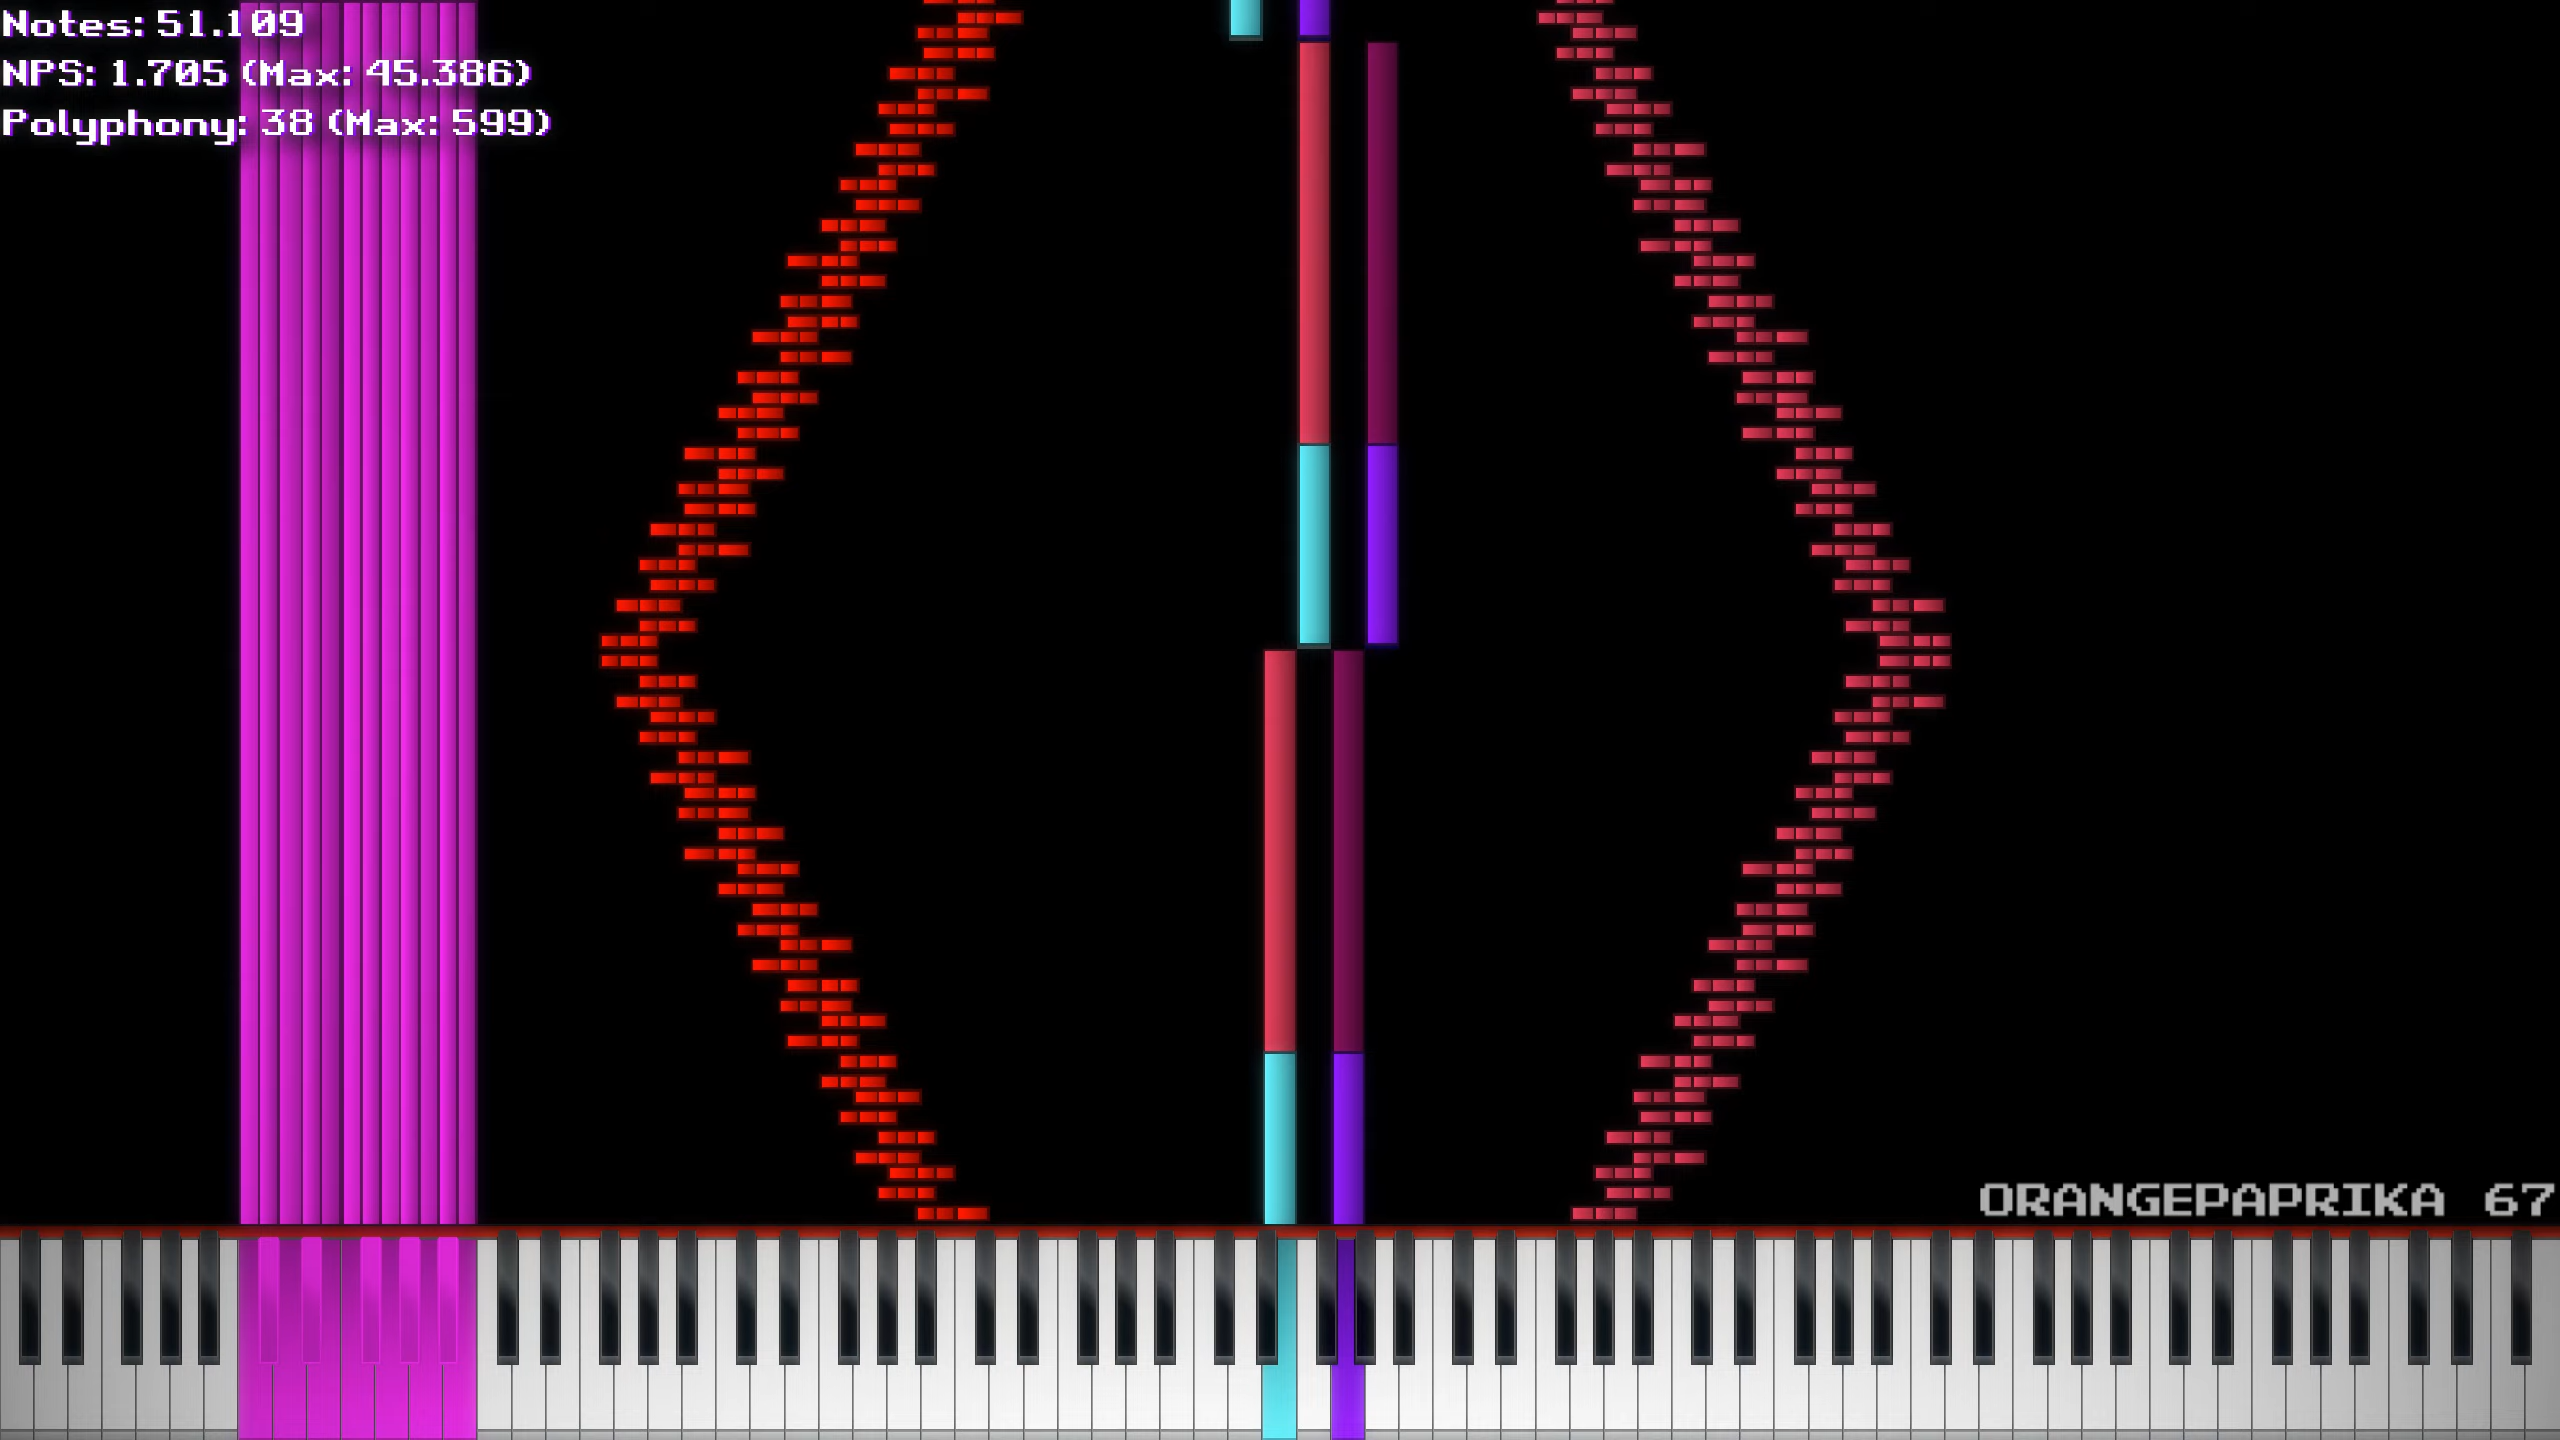 Notes: 51.109
NPS: 1.705 (Max: 45.386)
Polyphony: 38 (Max: 599)
ORANGEPAPRIKA 67